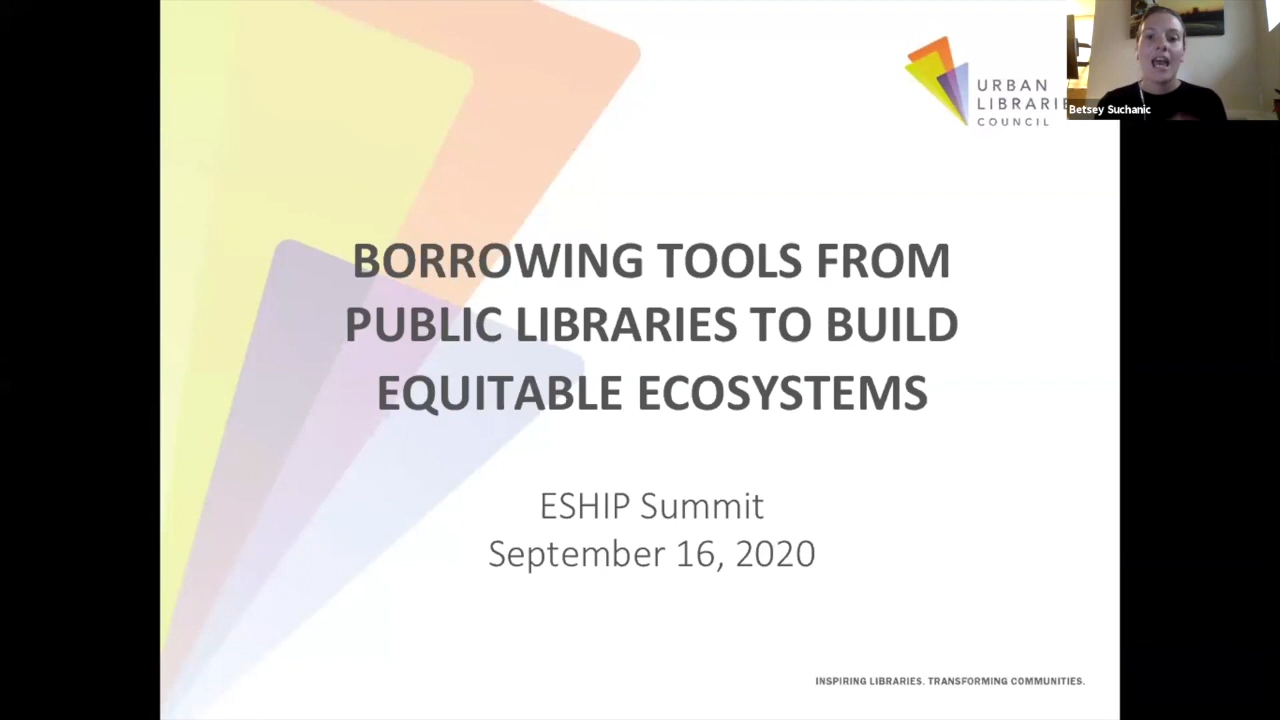 URBAN
LIBRARIE
COUNCIL
Betsey Suchanic
BORROWING TOOLS FROM
PUBLIC LIBRARIES TO BUILD
EQUITABLE ECOSYSTEMS
ESHIP Summit
September 16, 2020
INSPIRING LIBRARIES. TRANSFORMING COMMUNITIES.